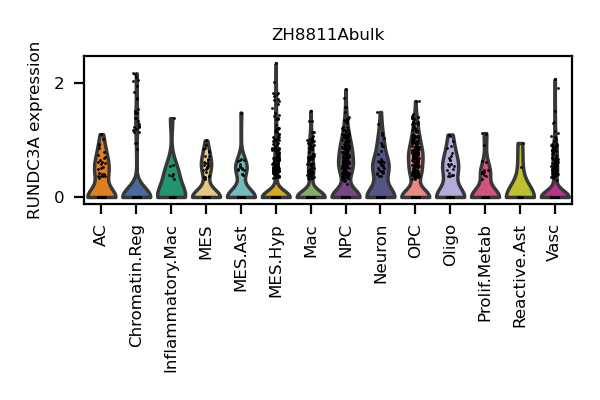 ZH8811Abulk
RUNDC3A expression
2
0
AC
Chromatin.Reg
Inflammatory.Mac
MES
MES.Ast
MES.Hyp
Mac
NPC
Neuron
OPC
Oligo
Prolif.Metab
Reactive.Ast
Vasc